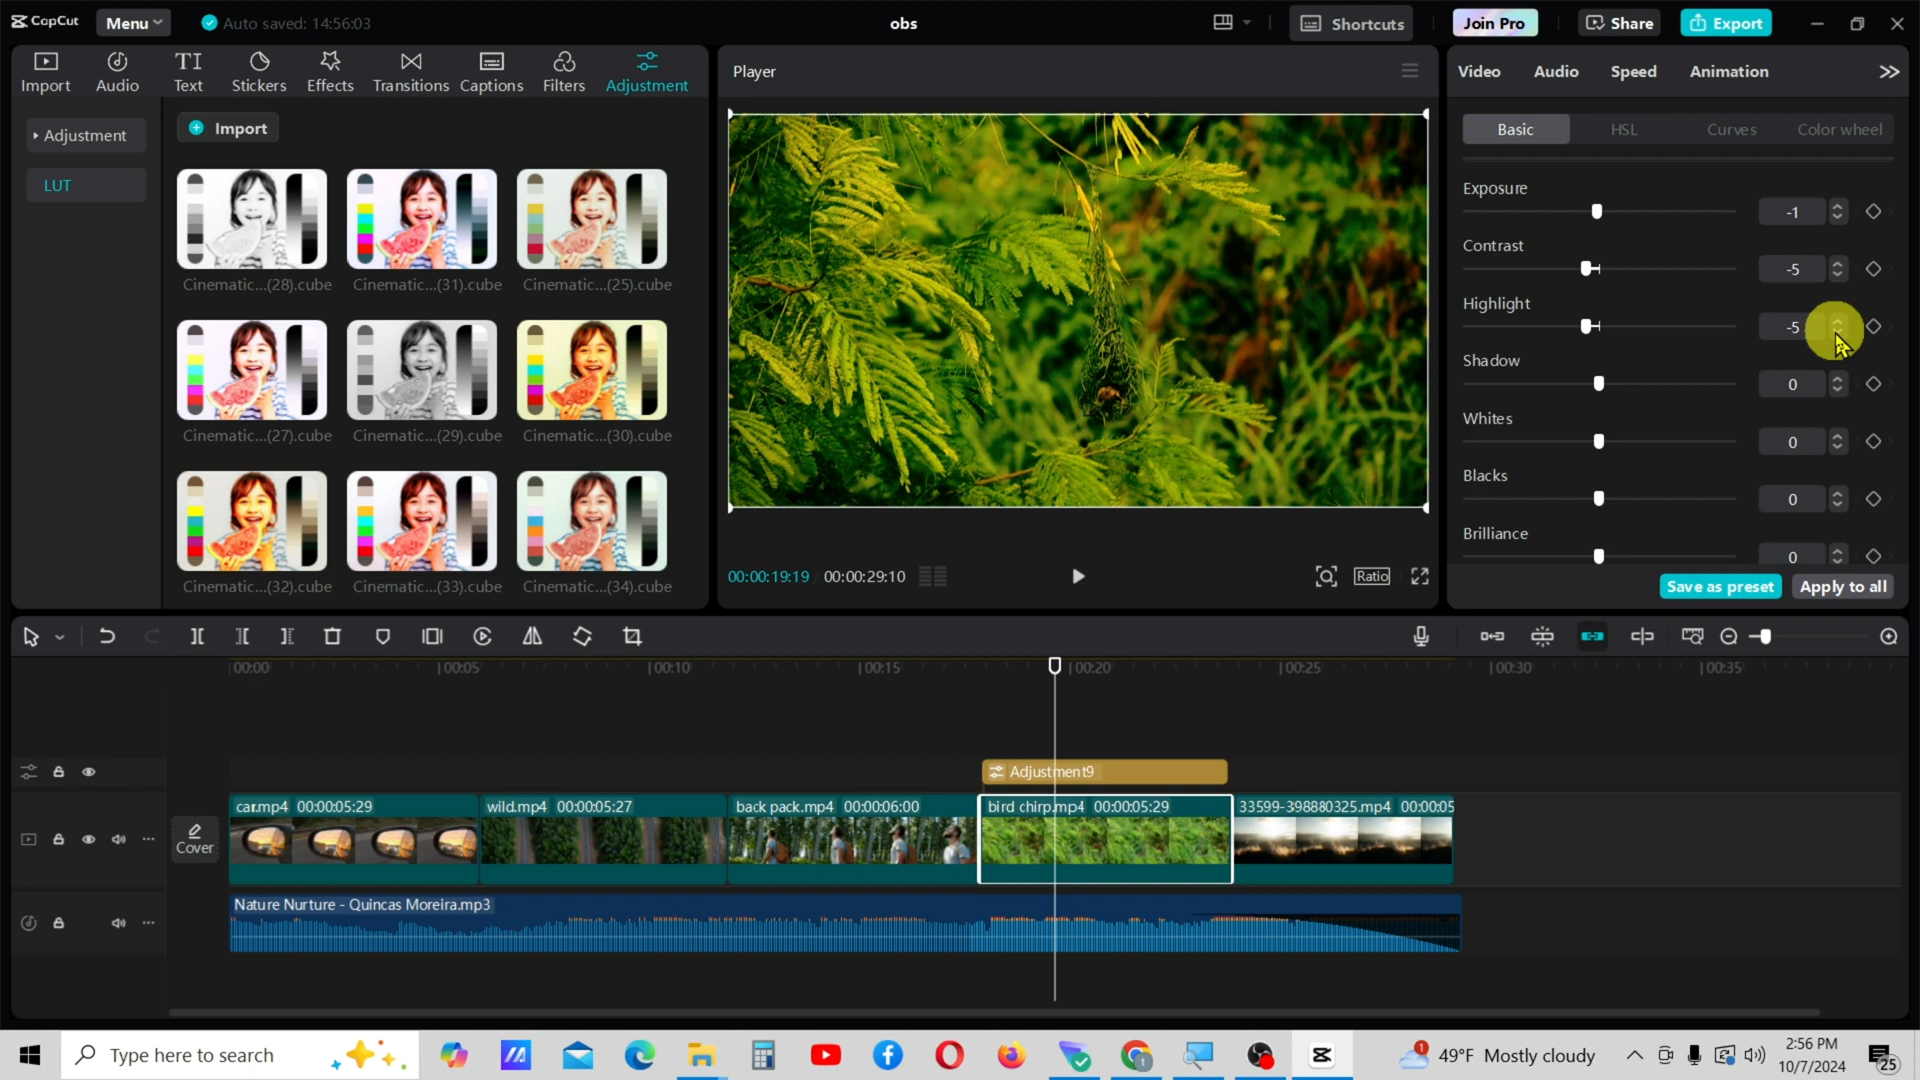 CapCut
Menu
Auto saved: 14:56:03
obs
Shortcuts
Join Pro
Share
Export
Import
Audio
Text
Stickers
Effects
Transitions
Captions
Filters
Adjustment
Adjustment
LUT
Import
Cinematic...(28).cube
Cinematic...(31).cube
Cinematic...(25).cube
Cinematic...(27).cube
Cinematic...(29).cube
Cinematic...(30).cube
Cinematic...(32).cube
Cinematic...(33).cube
Cinematic...(34).cube
Player
00:00:19:19
00:00:29:10
Ratio
Video
Audio
Speed
Animation
Basic
HSL
Curves
Color wheel
Exposure
-1
Contrast
-5
Highlight
-5
Shadow
0
Whites
0
Blacks
0
Brilliance
0
Save as preset
Apply to all
00:00
00:05
00:10
00:15
00:20
00:25
00:30
00:35
Adjustment9
Cover
car.mp4 00:00:05:29
wild.mp4 00:00:05:27
back pack.mp4 00:00:06:00
bird chirp.mp4 00:00:05:29
33599-398880325.mp4 00:00:05
Nature Nurture - Quincas Moreira.mp3
Type here to search
1
49°F Mostly cloudy
2:56 PM
10/7/2024
25